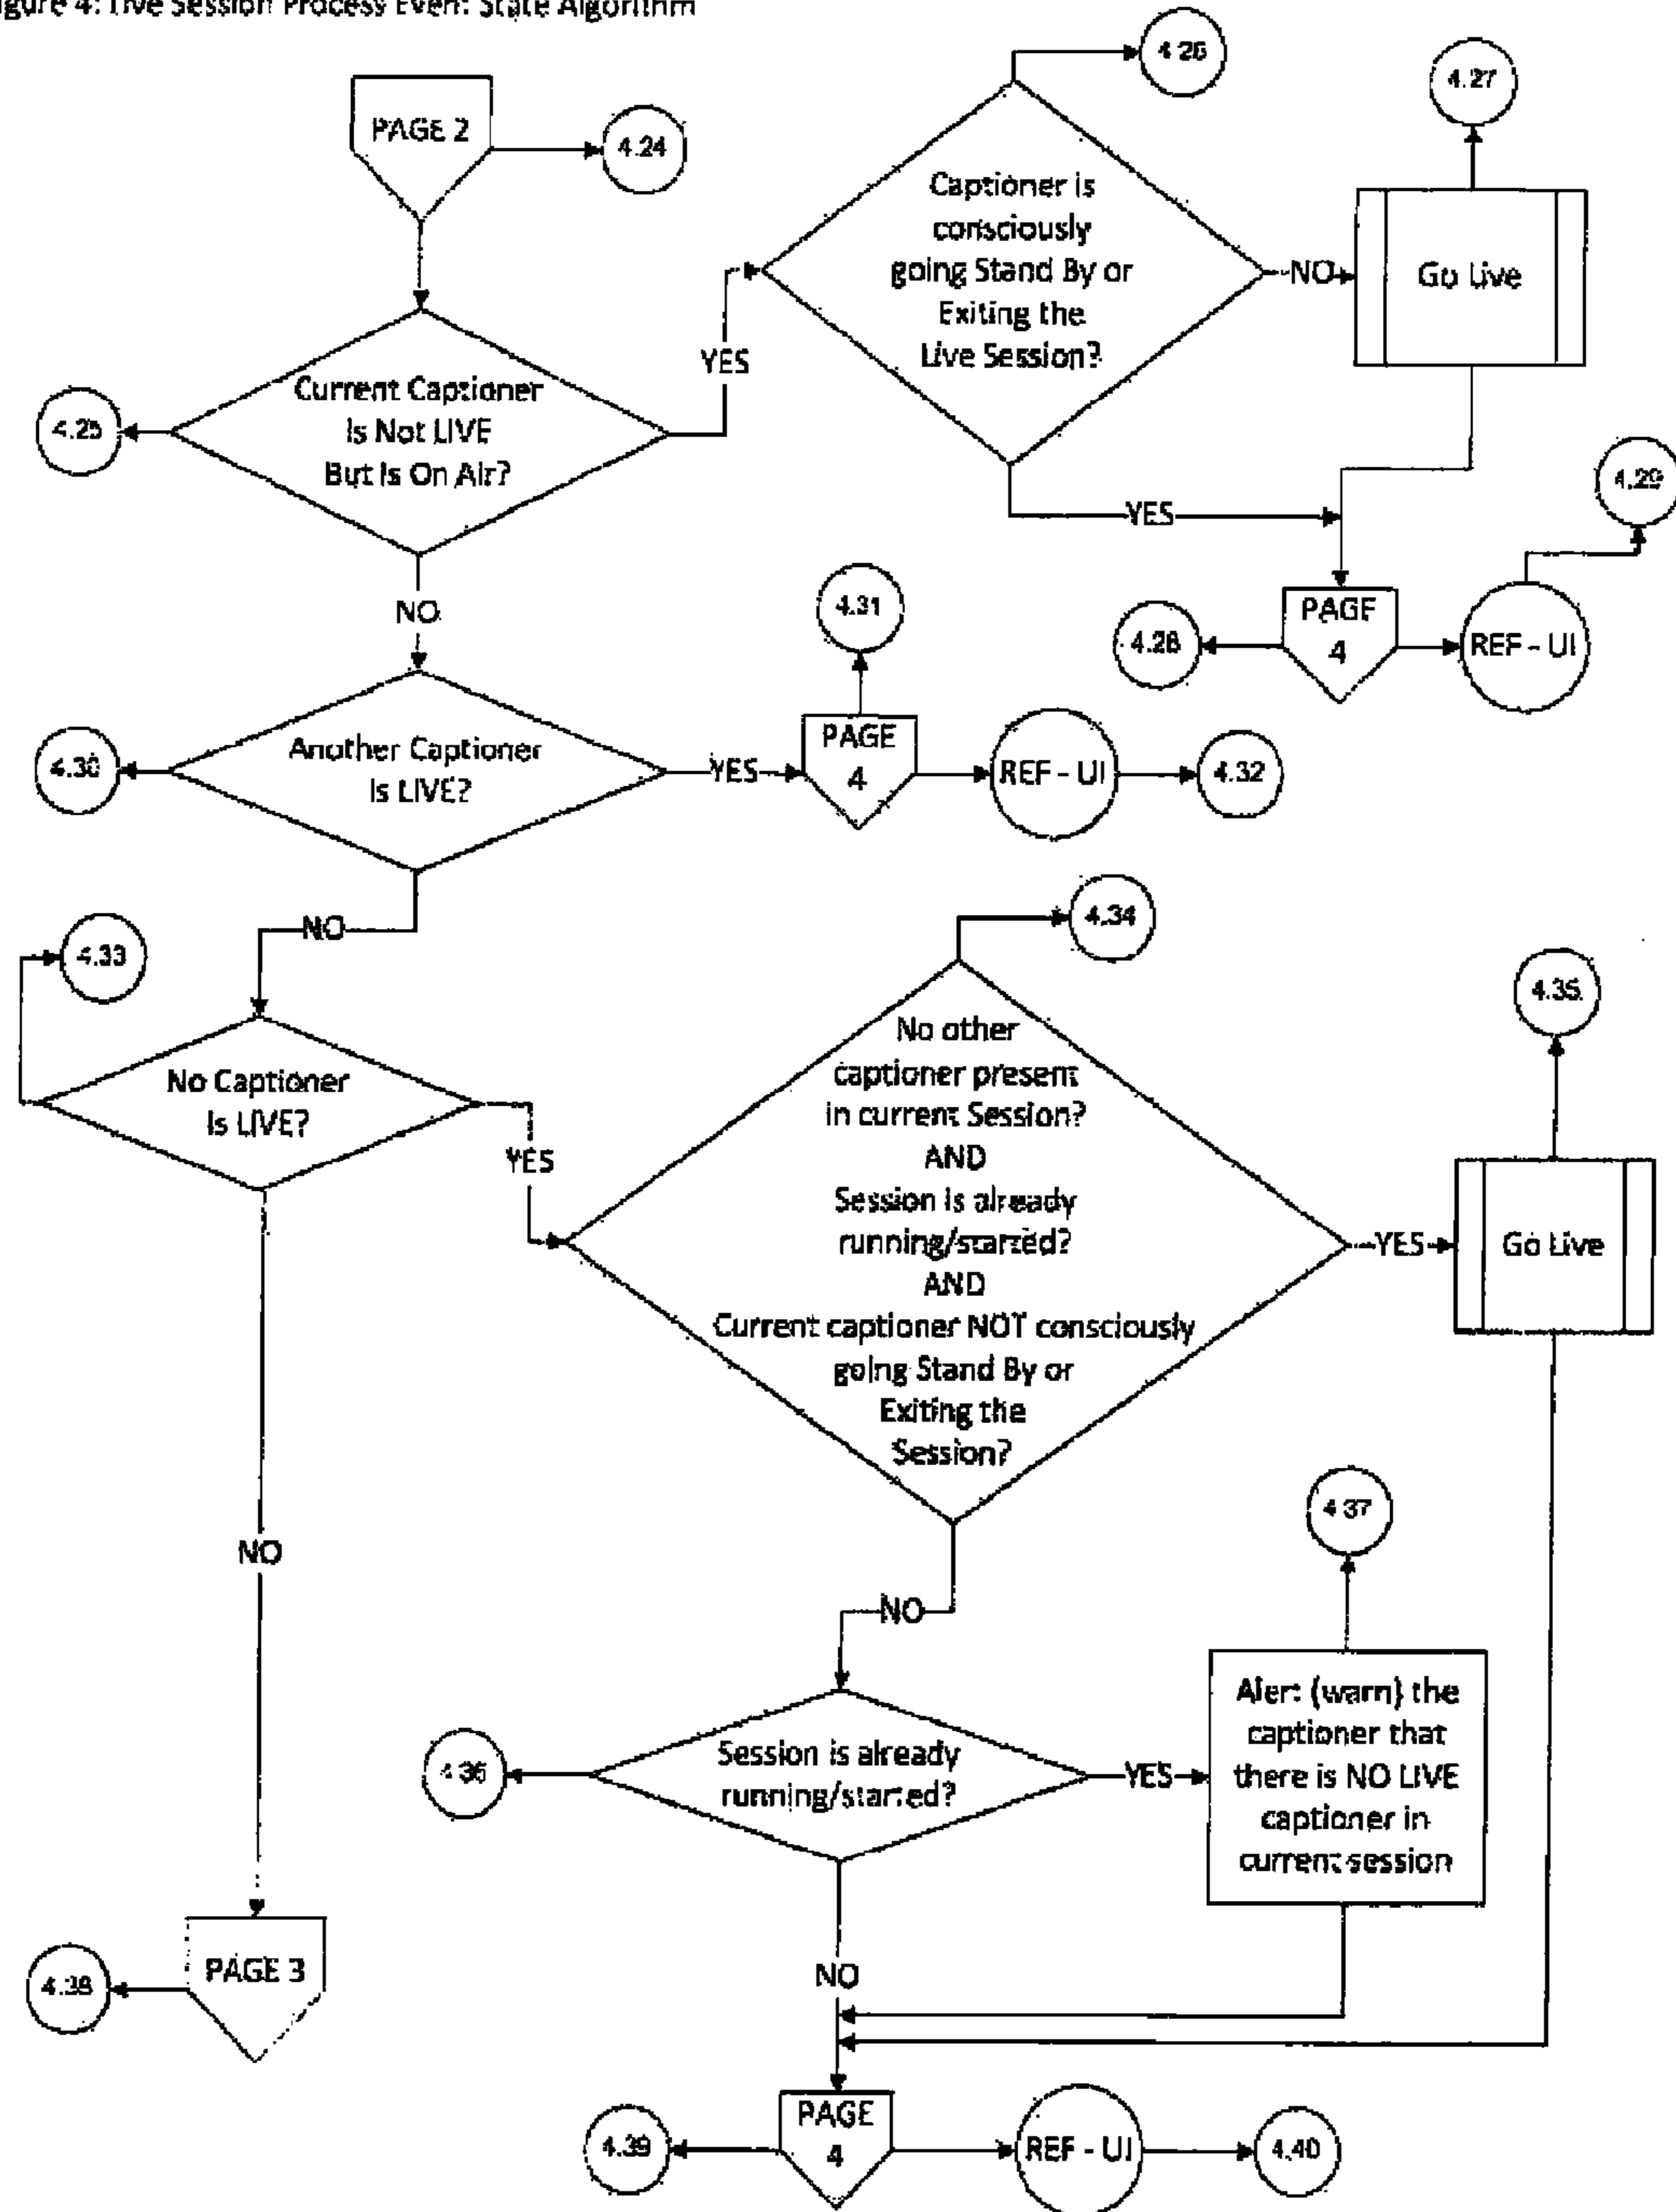 Figure 4: Live Session Process Event State Algorithm
PAGE 2
4.24
4.26
4.27
Captioner is
consciously
going Stand By or
Exiting the
Live Session?
NO
Go Live
Current Captioner
Is Not LIVE
But Is On Air?
4.25
YES
YES
NO
4.29
PAGE
4
4.28
REF - UI
4.31
Another Captioner
Is LIVE?
4.30
YES
PAGE
4
REF - UI
4.32
NO
4.33
4.34
4.35
No Captioner
Is LIVE?
YES
No other
captioner present
in current Session?
AND
Session is already
running/started?
AND
Current captioner NOT consciously
going Stand By or
Exiting the
Session?
YES
Go Live
NO
NO
4.37
4.36
Session is already
running/started?
YES
Alert (warn) the
captioner that
there is NO LIVE
captioner in
current session
NO
PAGE 3
4.38
PAGE
4
4.39
REF - UI
4.40